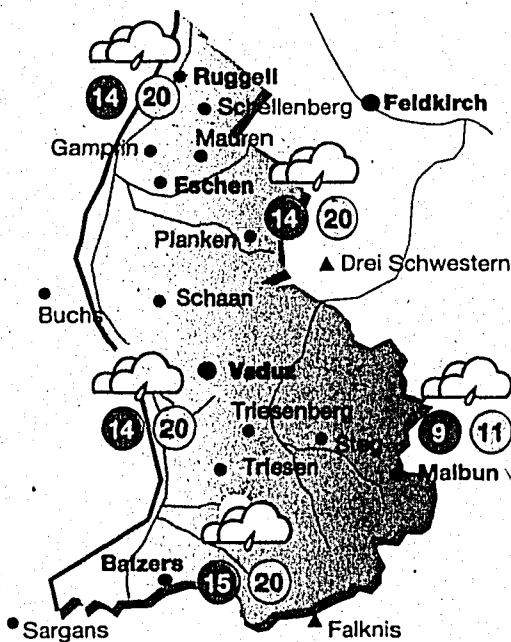 Ruggell
14 20
Schellenberg
Feldkirch
Gamprin
Mauren
Eschen
14 20
Planken
Drei Schwestern
Buchs
Schaan
Vaduz
14 20
Triesenberg
Steg
9 11
Triesen
Malbun
Balzers
15 20
Sargans
Falknis